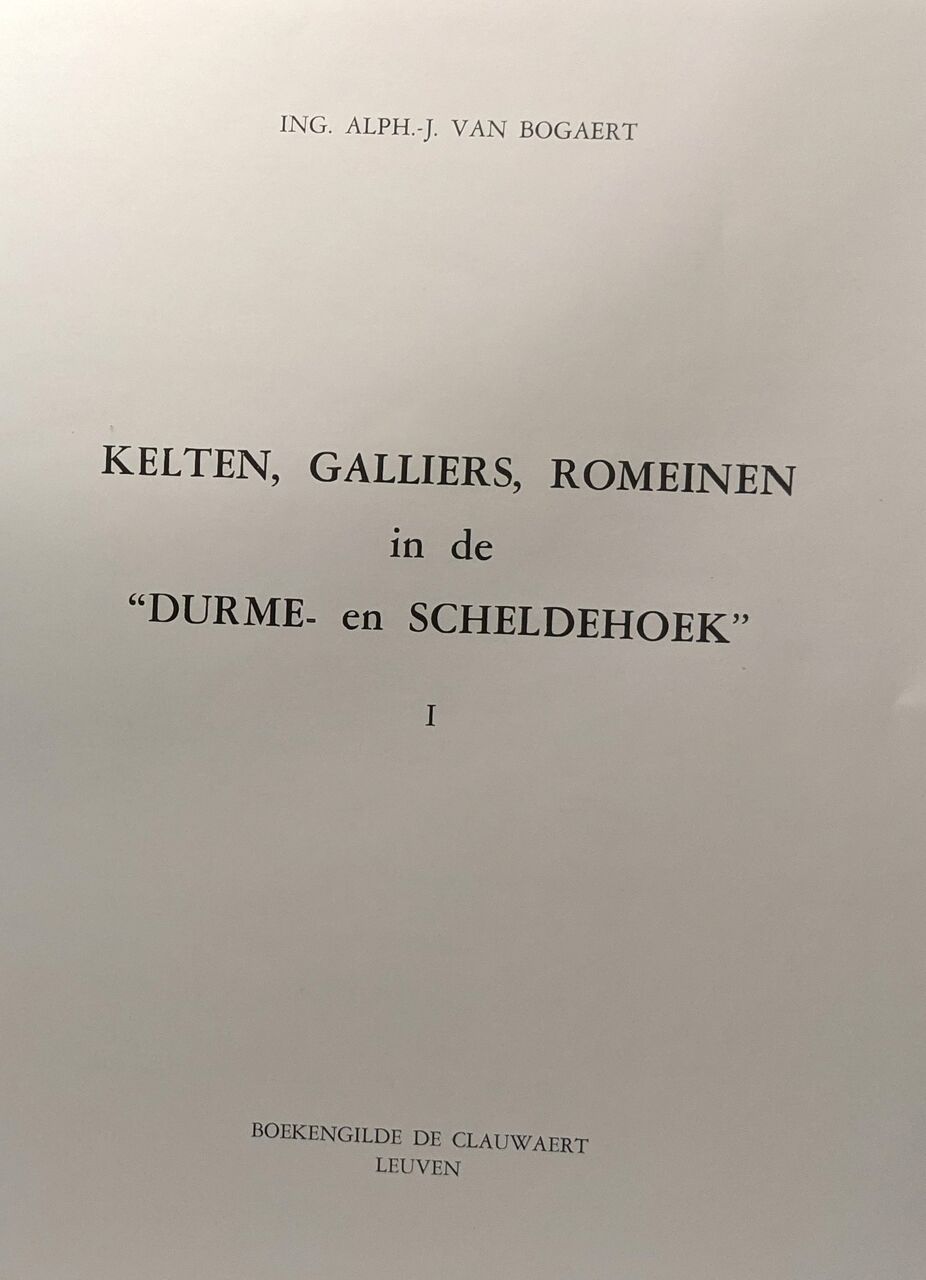 ING. ALPH.-J. VAN BOGAERT
KELTEN, GALLIERS, ROMEINEN
in de
“DURME- en SCHELDEHOEK”
I
BOEKENGILDE DE CLAUWAERT
LEUVEN